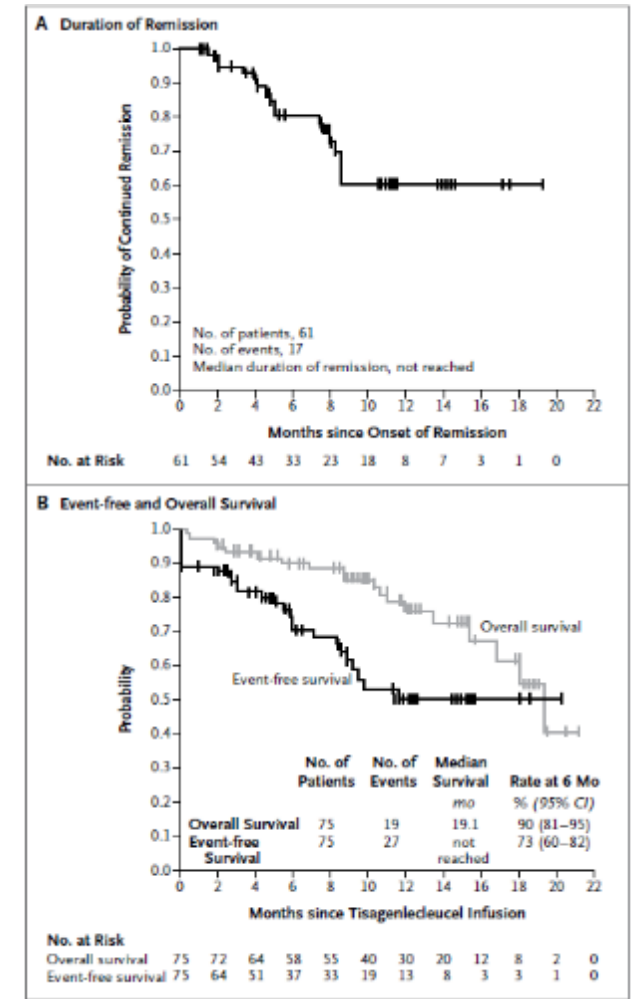 A Duration of Remission
1.0
0.9
0.8
0.7
0.6
0.5
0.4
0.3
0.2
0.1
0.0
Probability of Continued Remission
No. of patients, 61
No. of events, 17
Median duration of remission, not reached
0 2 4 6 8 10 12 14 16 18 20 22
Months since Onset of Remission
No. at Risk 61 54 43 33 23 18 8 7 3 1 0
B Event-free and Overall Survival
1.0
0.9
0.8
0.7
0.6
0.5
0.4
0.3
0.2
0.1
0.0
Probability
Overall survival
Event-free survival
No. of Patients No. of Events Median Survival Rate at 6 Mo
mo % (95% CI)
Overall Survival 75 19 19.1 90 (81–95)
Event-free Survival 75 27 not reached 73 (60–82)
0 2 4 6 8 10 12 14 16 18 20 22
Months since Tisagenlecleucel Infusion
No. at Risk
Overall survival 75 72 64 58 55 40 30 20 12 8 2 0
Event-free survival 75 64 51 37 33 19 13 8 3 3 1 0